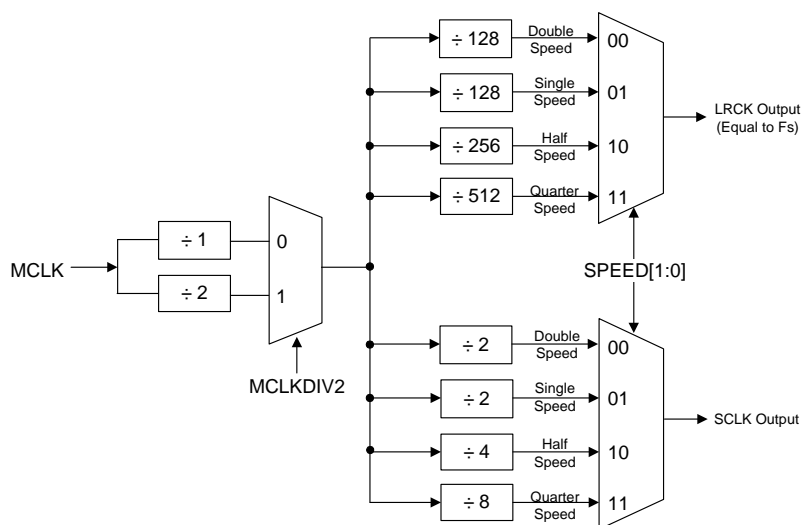 ÷ 128
Double
Speed
00
÷ 128
Single
Speed
01
LRCK Output
(Equal to Fs)
÷ 256
Half
Speed
10
÷ 512
Quarter
Speed
11
÷ 1
0
MCLK
÷ 2
1
SPEED[1:0]
MCLKDIV2
÷ 2
Double
Speed
00
÷ 2
Single
Speed
01
SCLK Output
÷ 4
Half
Speed
10
÷ 8
Quarter
Speed
11